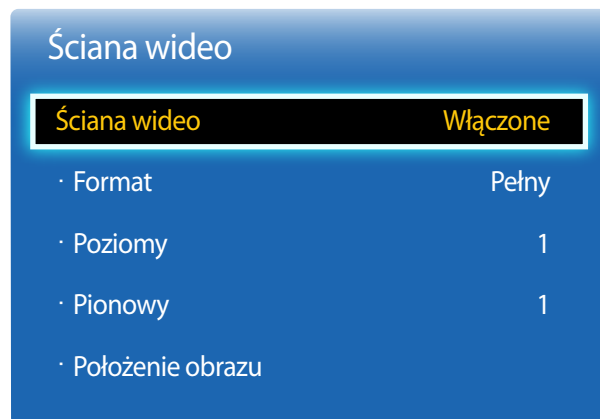 Ściana wideo
Ściana wideo Włączone
· Format Pełny
· Poziomy 1
· Pionowy 1
· Położenie obrazu